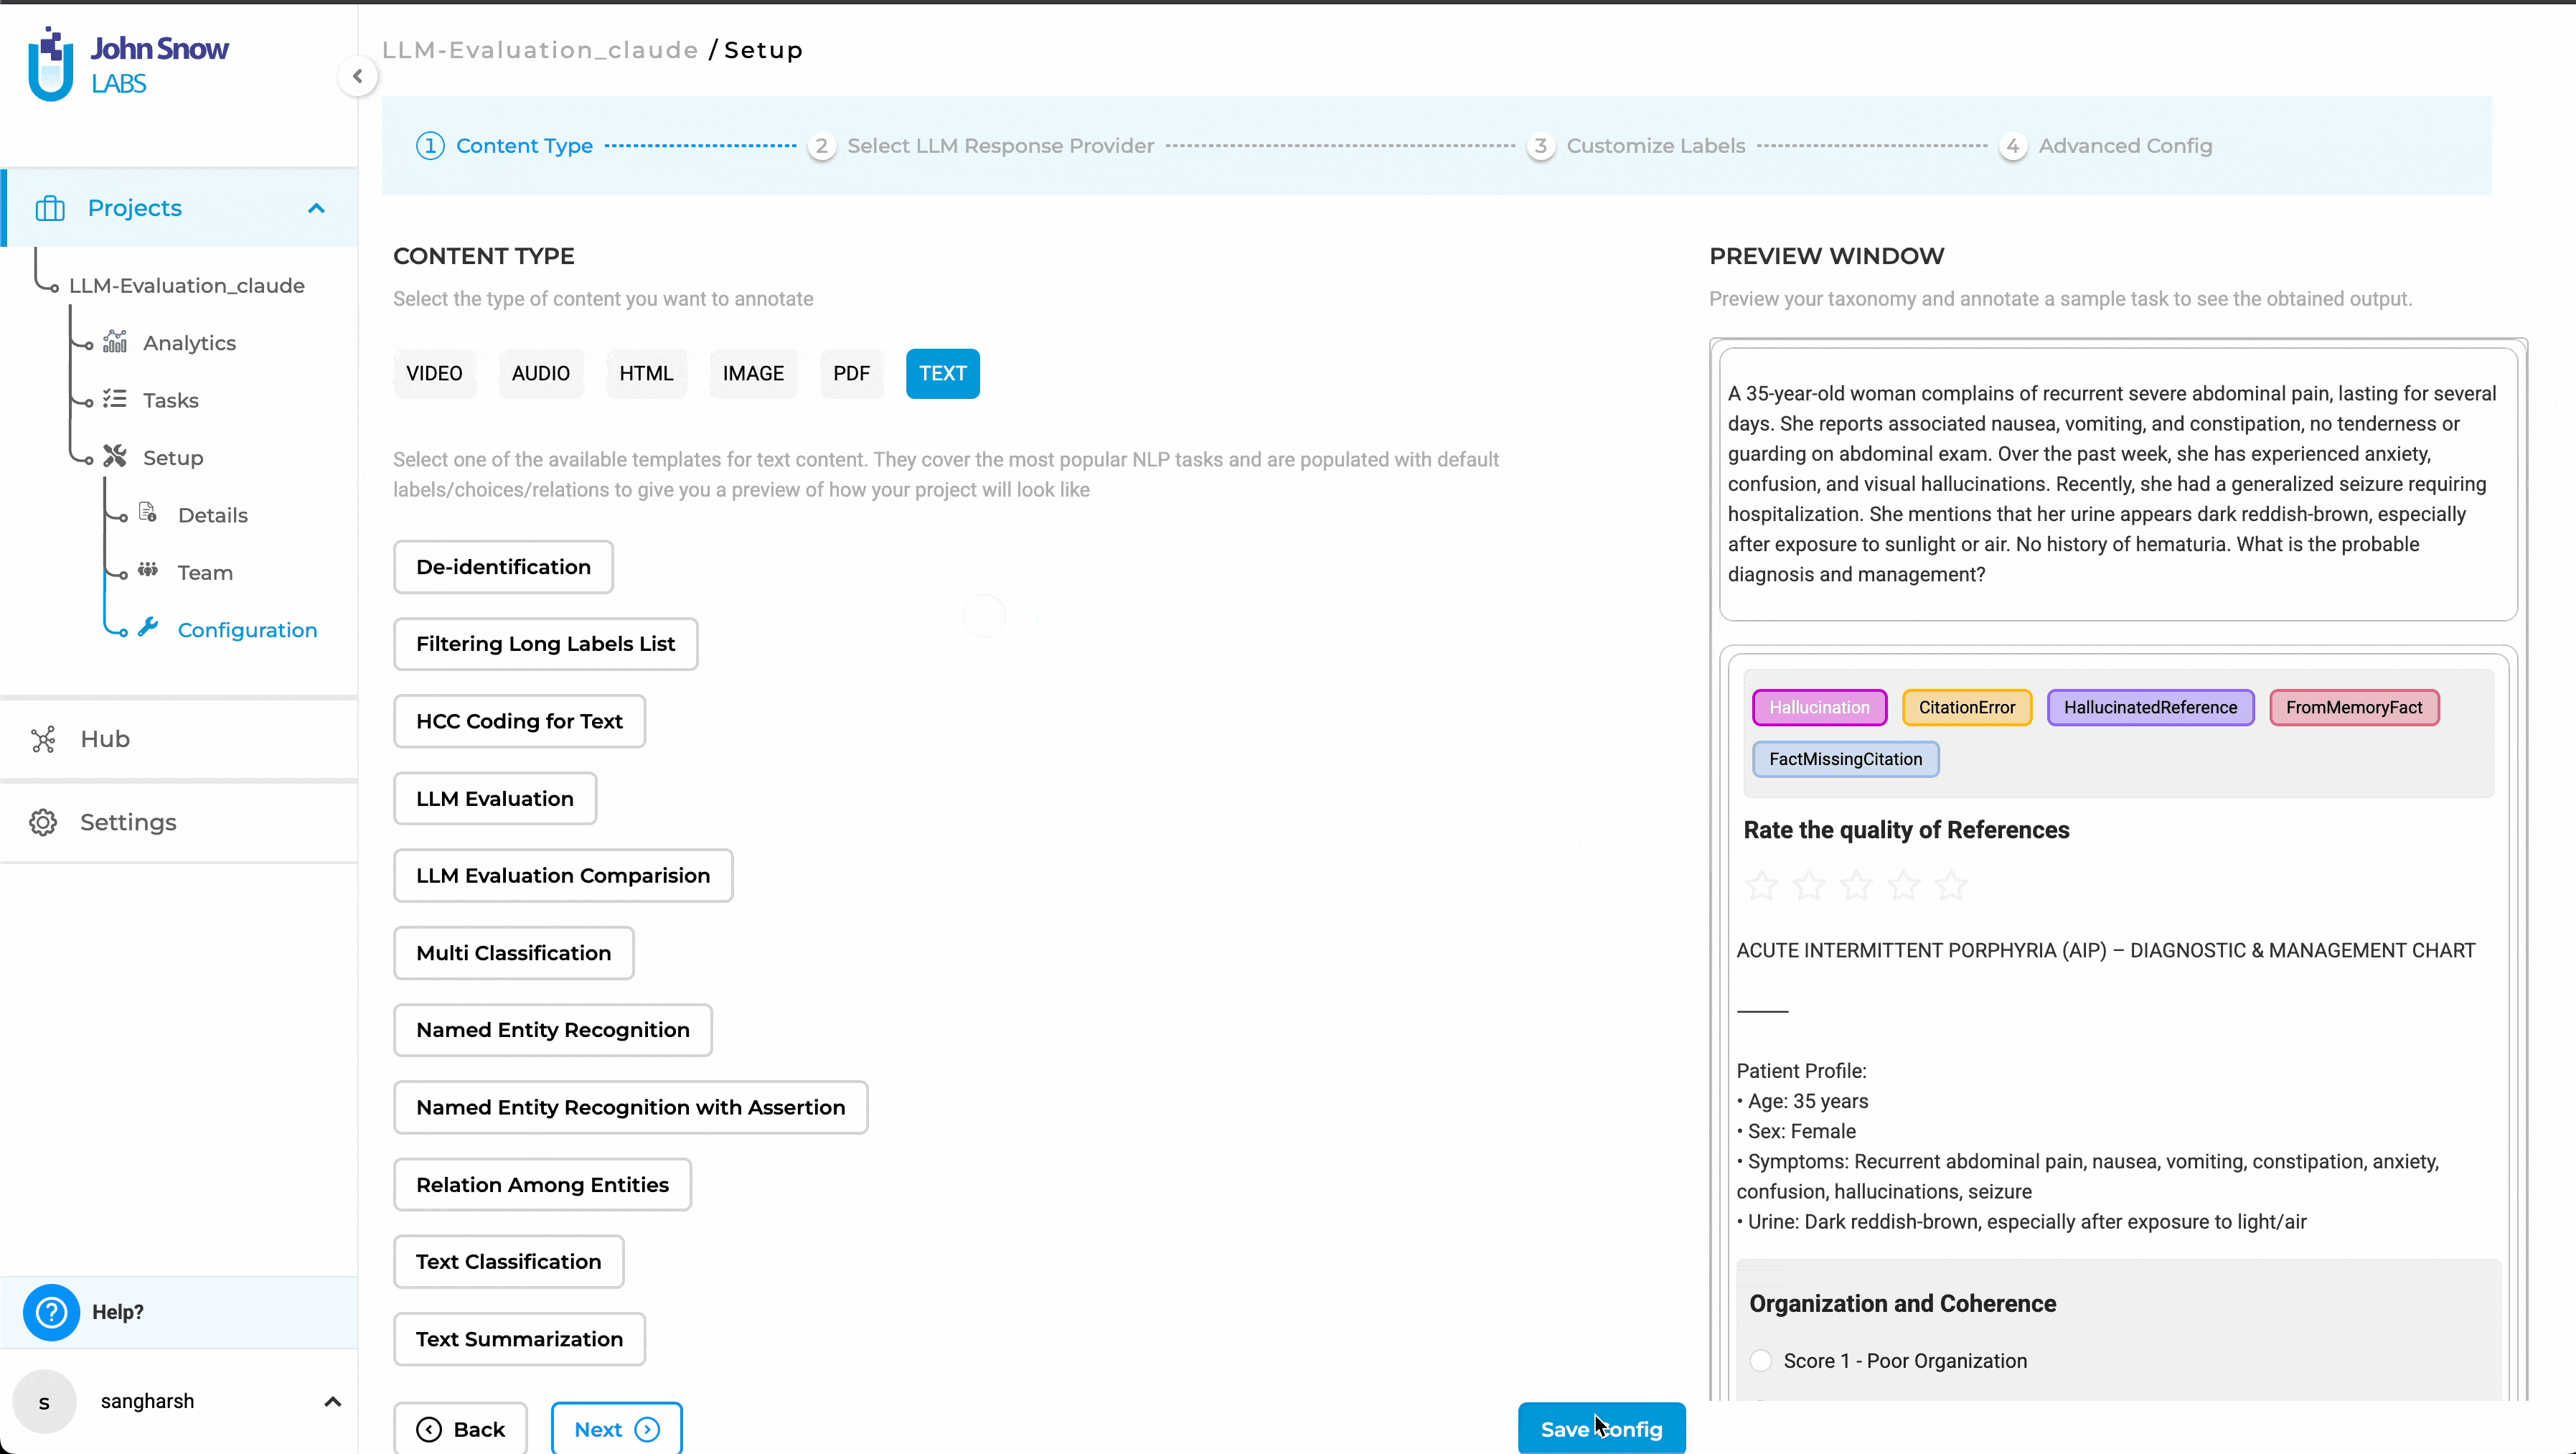 John Snow
LABS
LLM-Evaluation_claude / Setup
1 Content Type
2 Select LLM Response Provider
3 Customize Labels
4 Advanced Config
Projects
LLM-Evaluation_claude
Analytics
Tasks
Setup
Details
Team
Configuration
Hub
Settings
Help?
s
sangharsh
CONTENT TYPE
Select the type of content you want to annotate
VIDEO AUDIO HTML IMAGE PDF TEXT
Select one of the available templates for text content. They cover the most popular NLP tasks and are populated with default
labels/choices/relations to give you a preview of how your project will look like
De-identification
Filtering Long Labels List
HCC Coding for Text
LLM Evaluation
LLM Evaluation Comparision
Multi Classification
Named Entity Recognition
Named Entity Recognition with Assertion
Relation Among Entities
Text Classification
Text Summarization
Back
Next
Save
PREVIEW WINDOW
Preview your taxonomy and annotate a sample task to see the obtained output.
A 35-year-old woman complains of recurrent severe abdominal pain, lasting for several
days. She reports associated nausea, vomiting, and constipation, no tenderness or
guarding on abdominal exam. Over the past week, she has experienced anxiety,
confusion, and visual hallucinations. Recently, she had a generalized seizure requiring
hospitalization. She mentions that her urine appears dark reddish-brown, especially
after exposure to sunlight or air. No history of hematuria. What is the probable
diagnosis and management?
Hallucination CitationError HallucinatedReference FromMemoryFact
FactMissingCitation
Rate the quality of References
ACUTE INTERMITTENT PORPHYRIA (AIP) – DIAGNOSTIC & MANAGEMENT CHART
⸻
Patient Profile:
• Age: 35 years
• Sex: Female
• Symptoms: Recurrent abdominal pain, nausea, vomiting, constipation, anxiety,
confusion, hallucinations, seizure
• Urine: Dark reddish-brown, especially after exposure to light/air
Organization and Coherence
Score 1 - Poor Organization